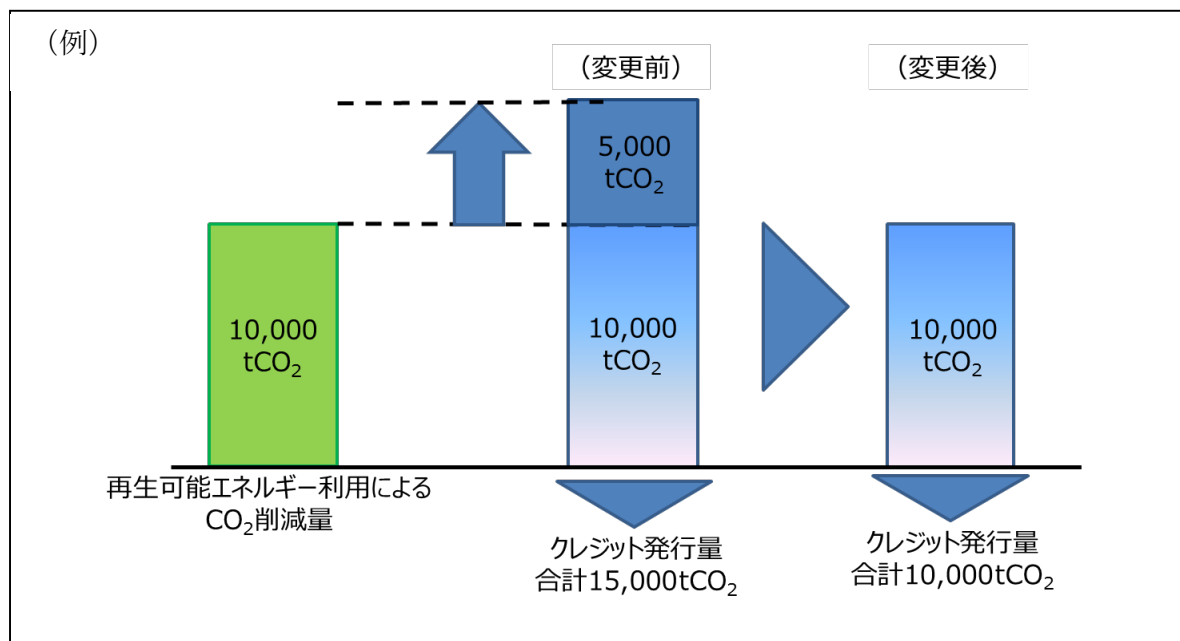 （例）
（変更前）
（変更後）
5,000
tCO₂
10,000
tCO₂
10,000
tCO₂
10,000
tCO₂
再生可能エネルギー利用による
CO₂削減量
クレジット発行量
合計15,000tCO₂
クレジット発行量
合計10,000tCO₂